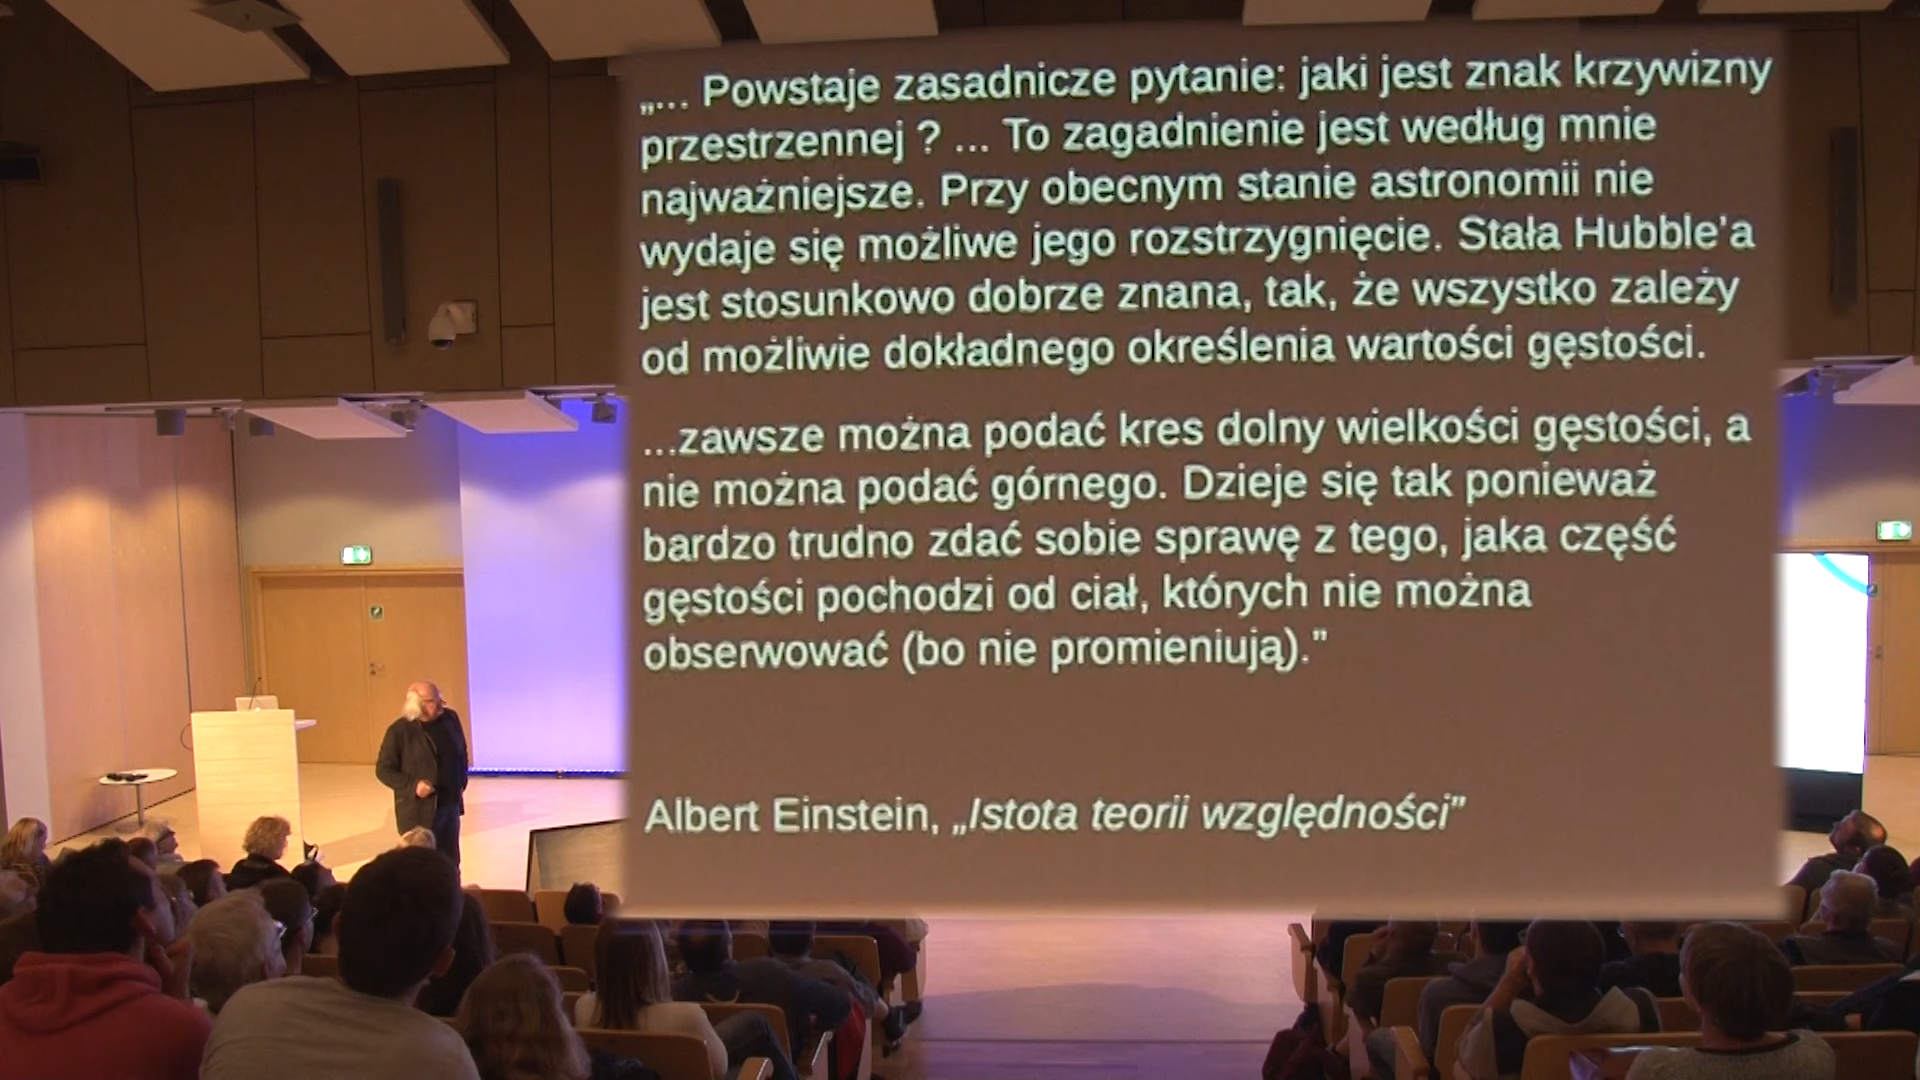 „... Powstaje zasadnicze pytanie: jaki jest znak krzywizny
przestrzennej ? ... To zagadnienie jest według mnie
najważniejsze. Przy obecnym stanie astronomii nie
wydaje się możliwe jego rozstrzygnięcie. Stała Hubble’a
jest stosunkowo dobrze znana, tak, że wszystko zależy
od możliwie dokładnego określenia wartości gęstości.
...zawsze można podać kres dolny wielkości gęstości, a
nie można podać górnego. Dzieje się tak ponieważ
bardzo trudno zdać sobie sprawę z tego, jaka część
gęstości pochodzi od ciał, których nie można
obserwować (bo nie promieniują).”
Albert Einstein, „Istota teorii względności”